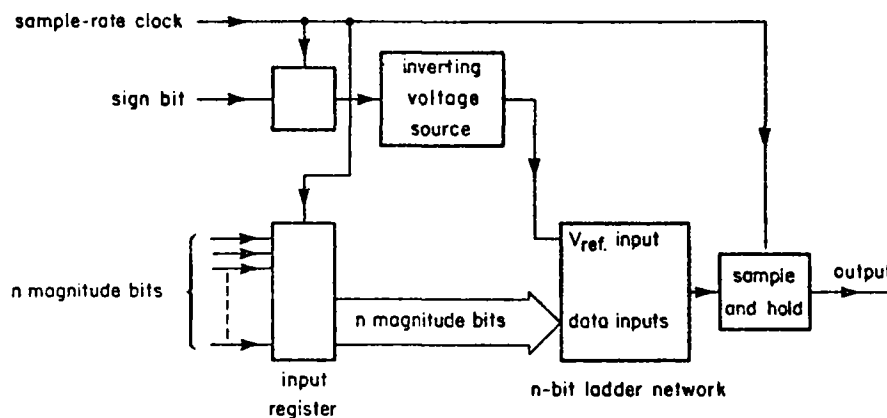 sample-rate clock
sign bit
inverting
voltage
source
Vref. input
n magnitude bits
n magnitude bits
data inputs
sample
and hold
output
input
register
n-bit ladder network